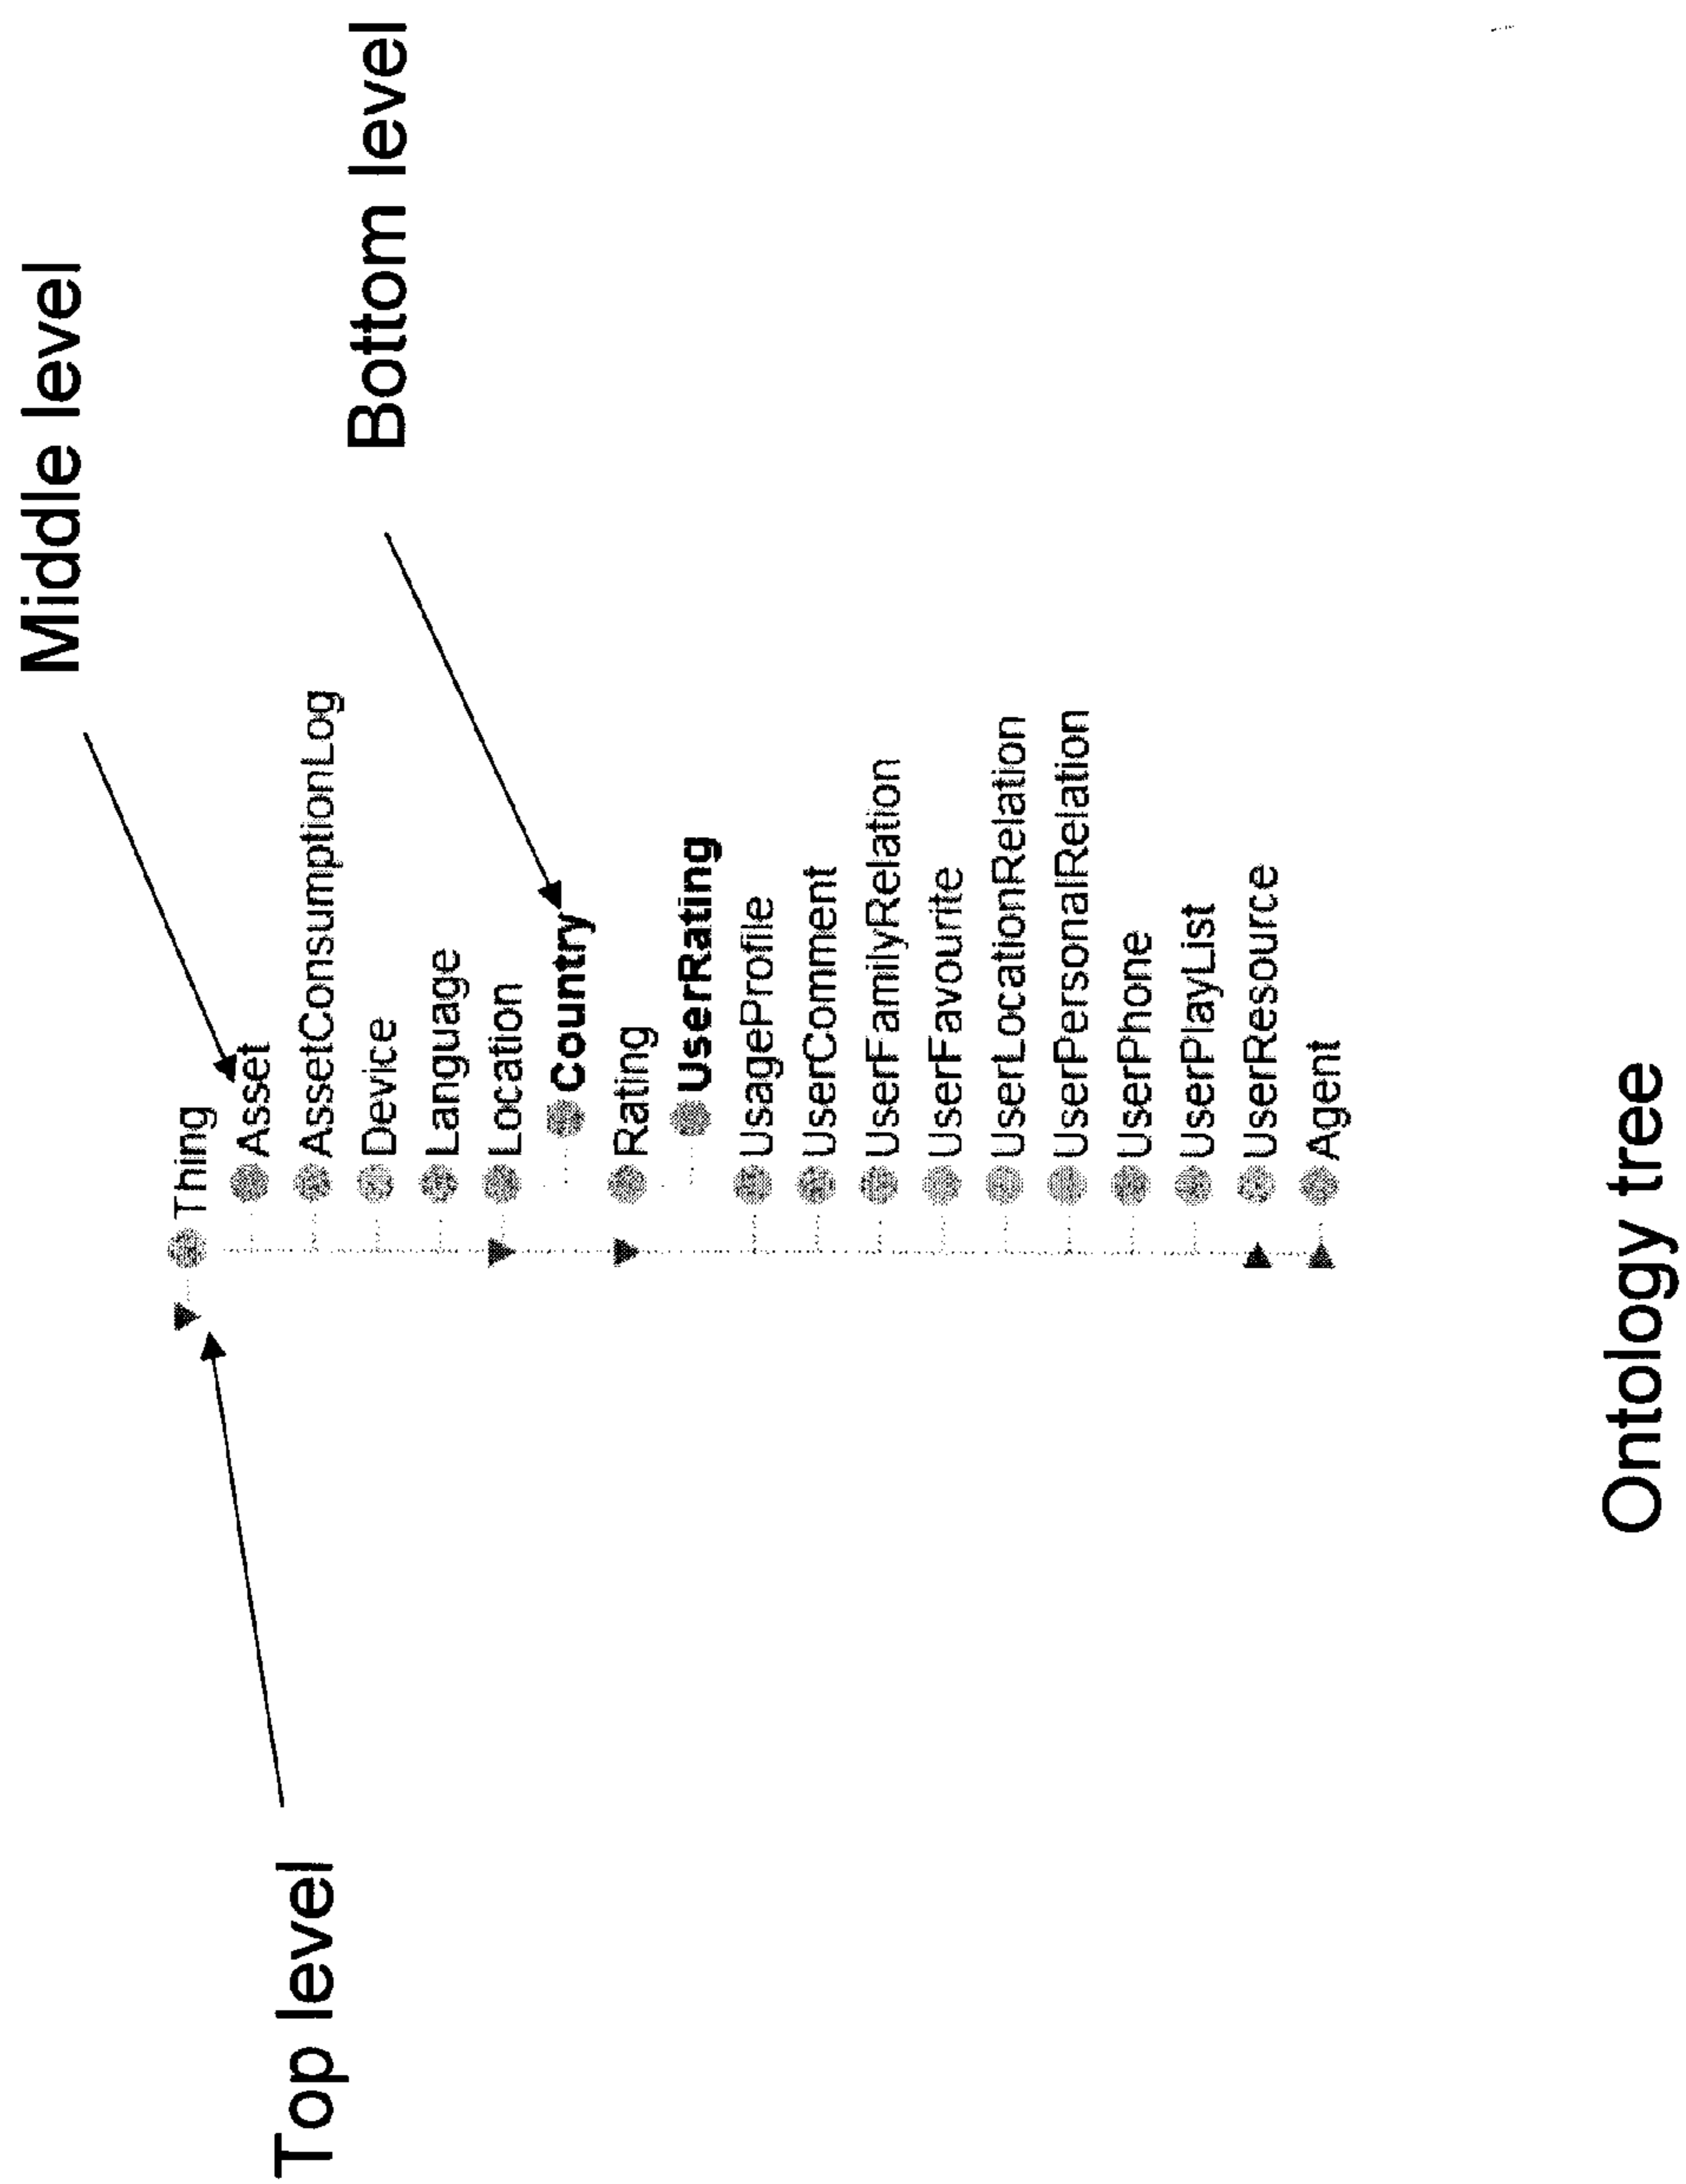 Middle level
Bottom level
Top level
Thing
Asset
AssetConsumptionLog
Device
Language
Location
Country
Rating
UserRating
UsageProfile
UserComment
UserFamilyRelation
UserFavourite
UserLocationRelation
UserPersonalRelation
UserPhone
UserPlayList
UserResource
Agent
Ontology tree